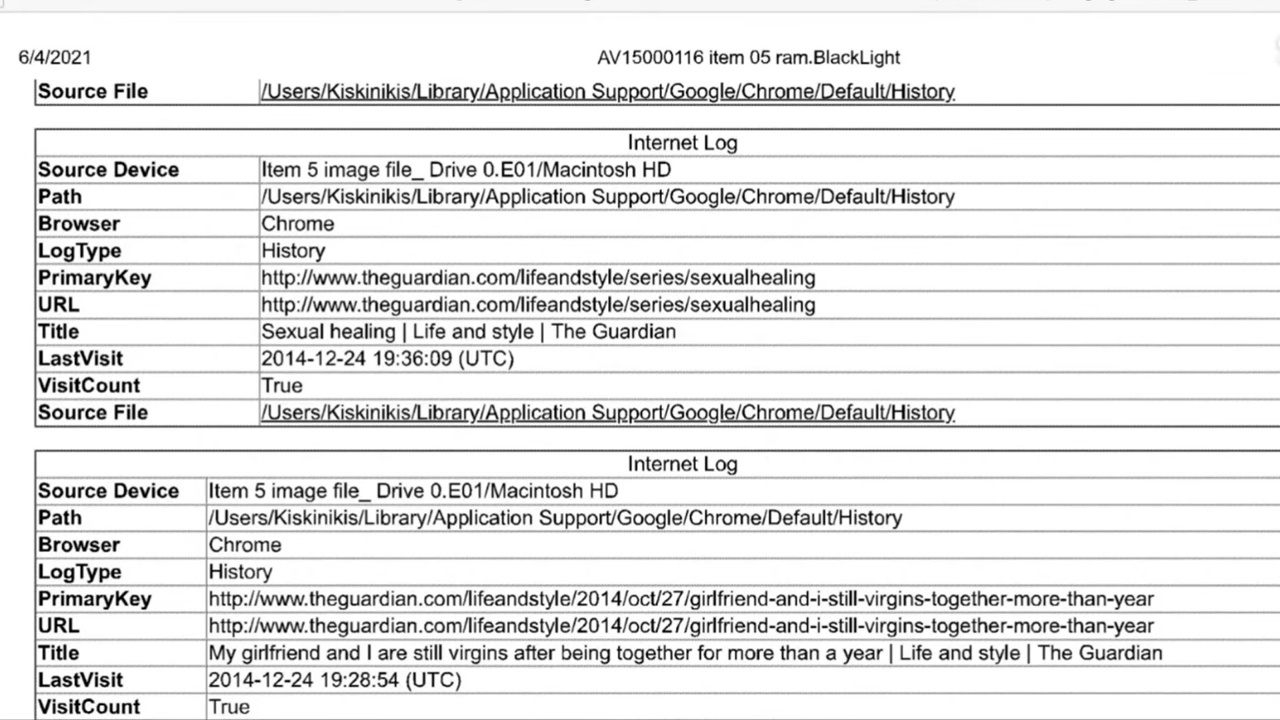 6/4/2021 AV15000116 item 05 ram.BlackLight
Source File /Users/Kiskinikis/Library/Application Support/Google/Chrome/Default/History
Internet Log
Source Device Item 5 image file_ Drive 0.E01/Macintosh HD
Path /Users/Kiskinikis/Library/Application Support/Google/Chrome/Default/History
Browser Chrome
LogType History
PrimaryKey http://www.theguardian.com/lifeandstyle/series/sexualhealing
URL http://www.theguardian.com/lifeandstyle/series/sexualhealing
Title Sexual healing | Life and style | The Guardian
LastVisit 2014-12-24 19:36:09 (UTC)
VisitCount True
Source File /Users/Kiskinikis/Library/Application Support/Google/Chrome/Default/History
Internet Log
Source Device Item 5 image file_ Drive 0.E01/Macintosh HD
Path /Users/Kiskinikis/Library/Application Support/Google/Chrome/Default/History
Browser Chrome
LogType History
PrimaryKey http://www.theguardian.com/lifeandstyle/2014/oct/27/girlfriend-and-i-still-virgins-together-more-than-year
URL http://www.theguardian.com/lifeandstyle/2014/oct/27/girlfriend-and-i-still-virgins-together-more-than-year
Title My girlfriend and I are still virgins after being together for more than a year | Life and style | The Guardian
LastVisit 2014-12-24 19:28:54 (UTC)
VisitCount True